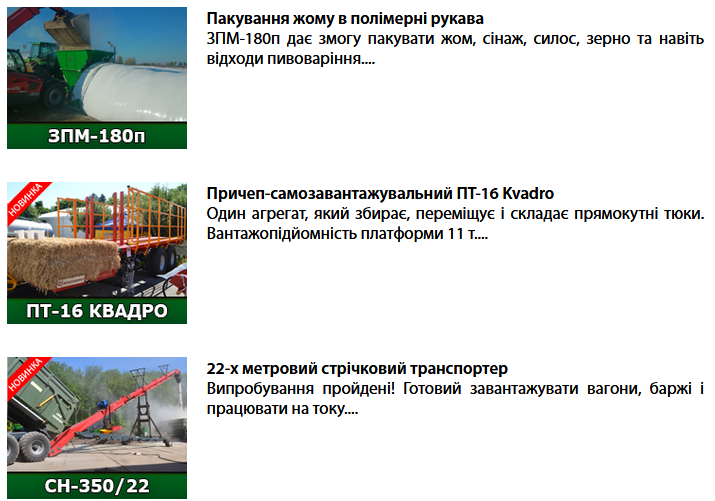 Пакування жому в полімерні рукава
ЗПМ-180п дає змогу пакувати жом, сінаж, силос, зерно та навіть
відходи пивоваріння....
ЗПМ-180п
НОВИНКА
Причеп-самозавантажувальний ПТ-16 Kvadro
Один агрегат, який збирає, переміщує і складає прямокутні тюки.
Вантажопідйомність платформи 11 т....
ПТ-16 КВАДРО
НОВИНКА
22-х метровий стрічковий транспортер
Випробування пройдені! Готовий завантажувати вагони, баржі і
працювати на току....
СН-350/22